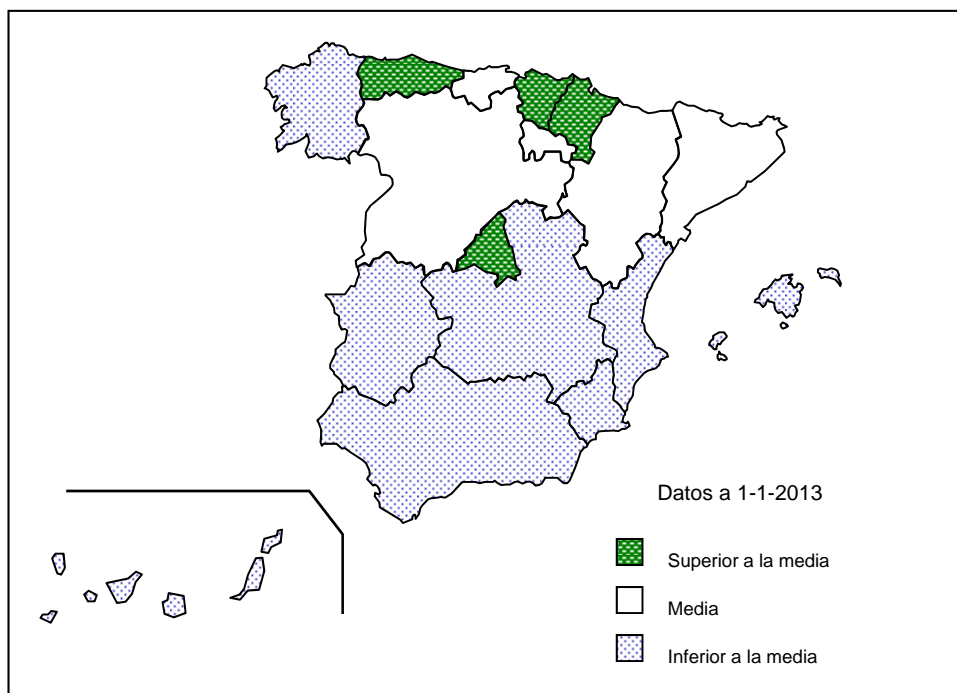 Datos a 1-1-2013
Superior a la media
Media
Inferior a la media